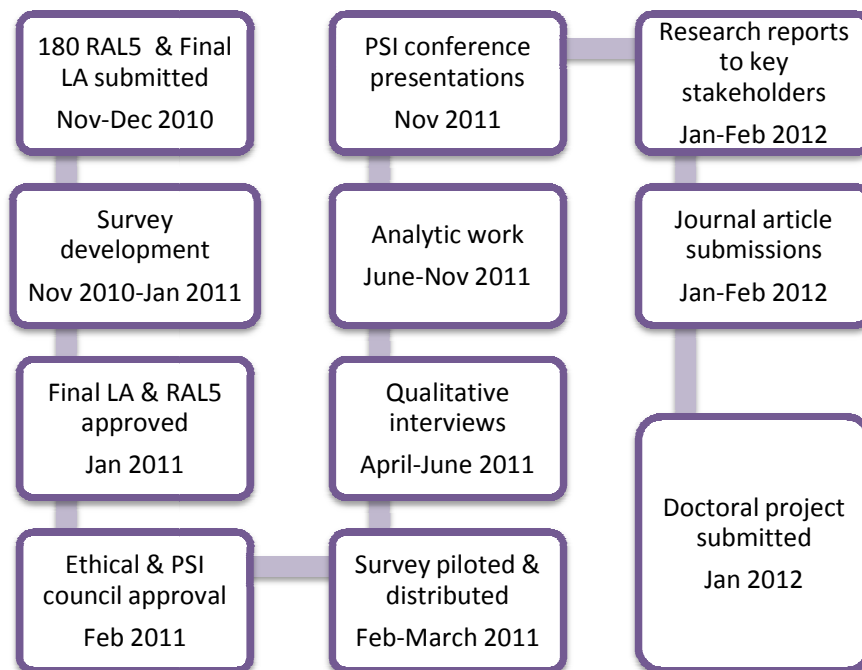 180 RAL5 & Final
LA submitted
Nov-Dec 2010
Survey
development
Nov 2010-Jan 2011
Final LA & RAL5
approved
Jan 2011
Ethical & PSI
council approval
Feb 2011
Survey piloted &
distributed
Feb-March 2011
Qualitative
interviews
April-June 2011
Analytic work
June-Nov 2011
PSI conference
presentations
Nov 2011
Research reports
to key
stakeholders
Jan-Feb 2012
Journal article
submissions
Jan-Feb 2012
Doctoral project
submitted
Jan 2012